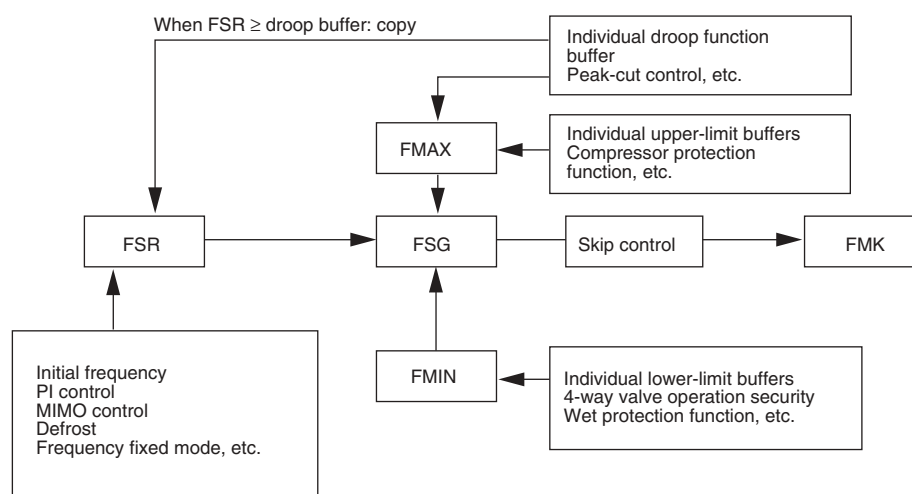 When FSR ≥ droop buffer: copy
Individual droop function
buffer
Peak-cut control, etc.
FMAX
Individual upper-limit buffers
Compressor protection
function, etc.
FSR
FSG
Skip control
FMK
Initial frequency
PI control
MIMO control
Defrost
Frequency fixed mode, etc.
FMIN
Individual lower-limit buffers
4-way valve operation security
Wet protection function, etc.